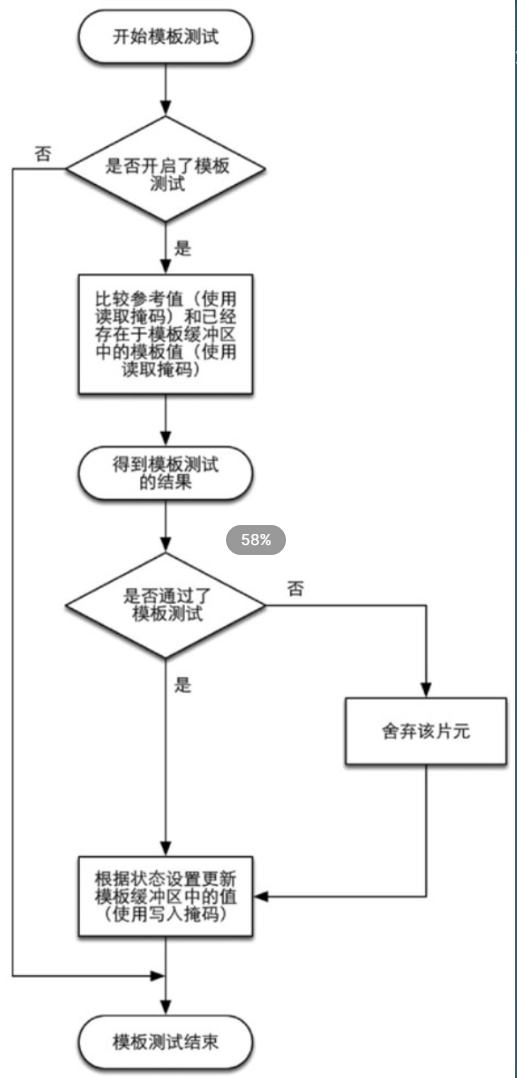 开始模板测试
否
是否开启了模板
测试
是
比较参考值（使用
读取掩码）和已经
存在于模板缓冲区
中的模板值（使用
读取掩码）
得到模板测试
的结果
58%
是否通过了
模板测试
否
是
舍弃该片元
根据状态设置更新
模板缓冲区中的值
（使用写入掩码）
模板测试结束